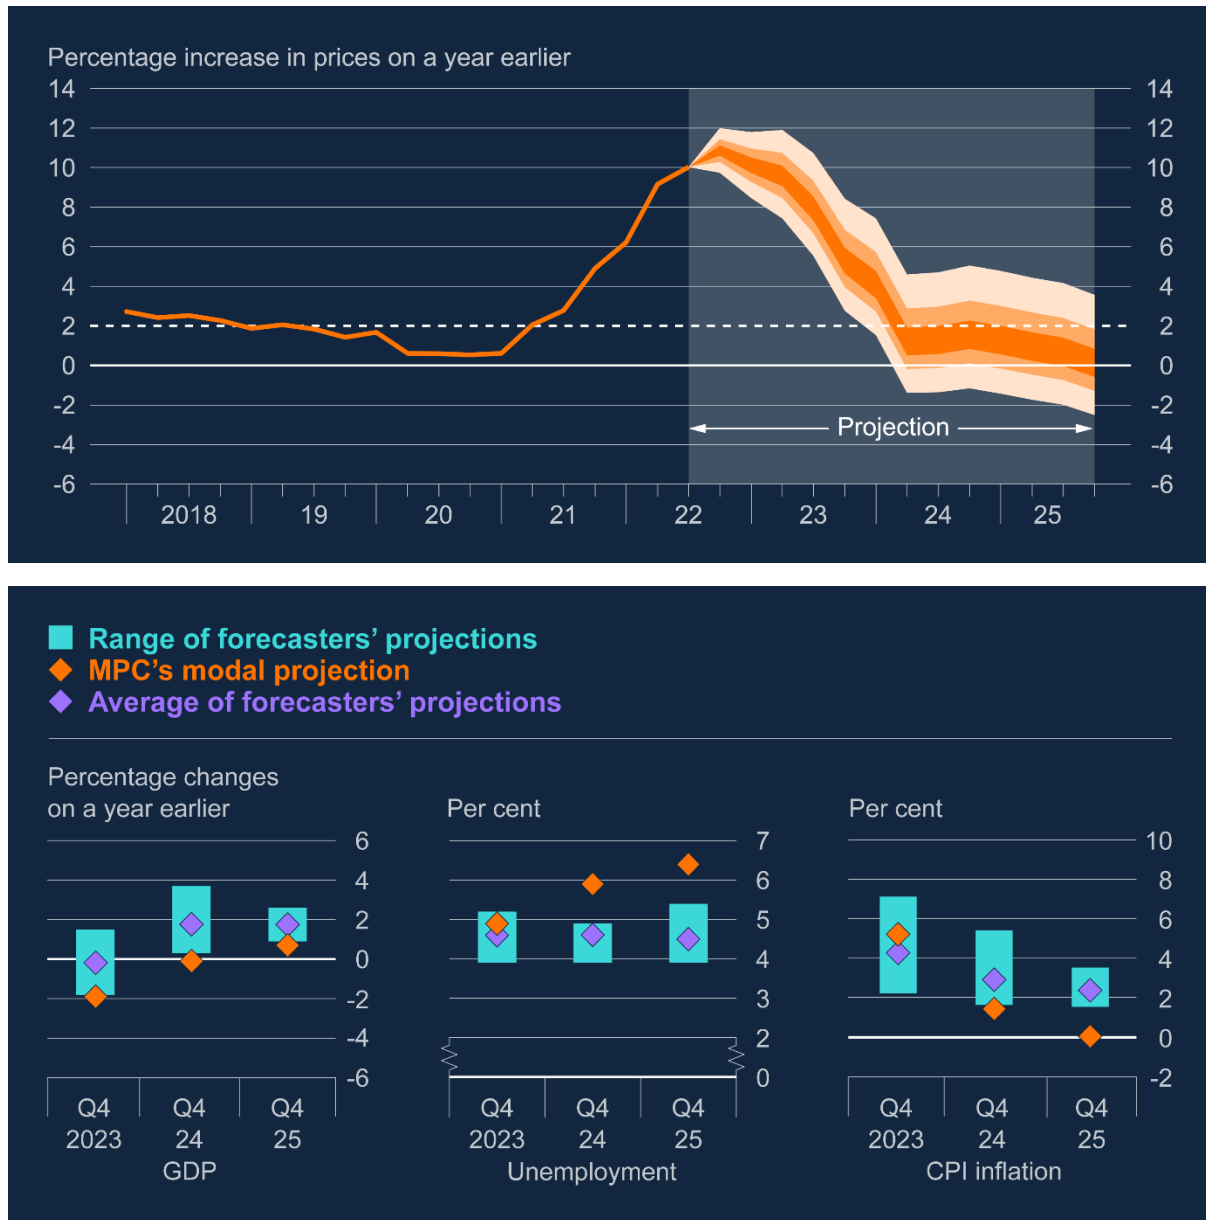 Percentage increase in prices on a year earlier
14 14
12 12
10 10
8 8
6 6
4 4
2 2
0 0
-2 -2
Projection
-4 -4
-6 -6
2018 19 20 21 22 23 24 25
Range of forecasters’ projections
MPC’s modal projection
Average of forecasters’ projections
Percentage changes
on a year earlier
6
4
2
0
-2
-4
-6
Q4 Q4 Q4
2023 24 25
GDP
Per cent
7
6
5
4
3
2
0
Q4 Q4 Q4
2023 24 25
Unemployment
Per cent
10
8
6
4
2
0
-2
Q4 Q4 Q4
2023 24 25
CPI inflation